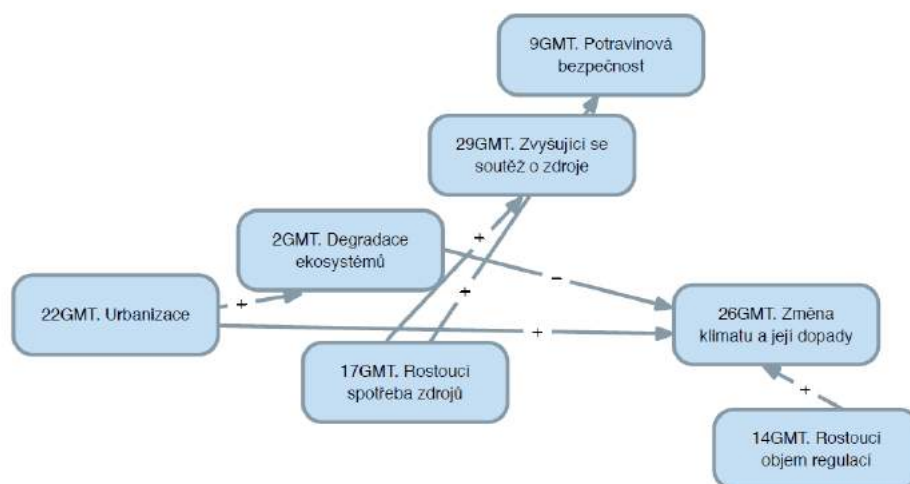 9GMT. Potravinová
bezpečnost
29GMT. Zvyšující se
soutěž o zdroje
+
2GMT. Degradace
ekosystémů
–
+
+
22GMT. Urbanizace
26GMT. Změna
klimatu a její dopady
+
17GMT. Rostoucí
spotřeba zdrojů
+
14GMT. Rostoucí
objem regulací